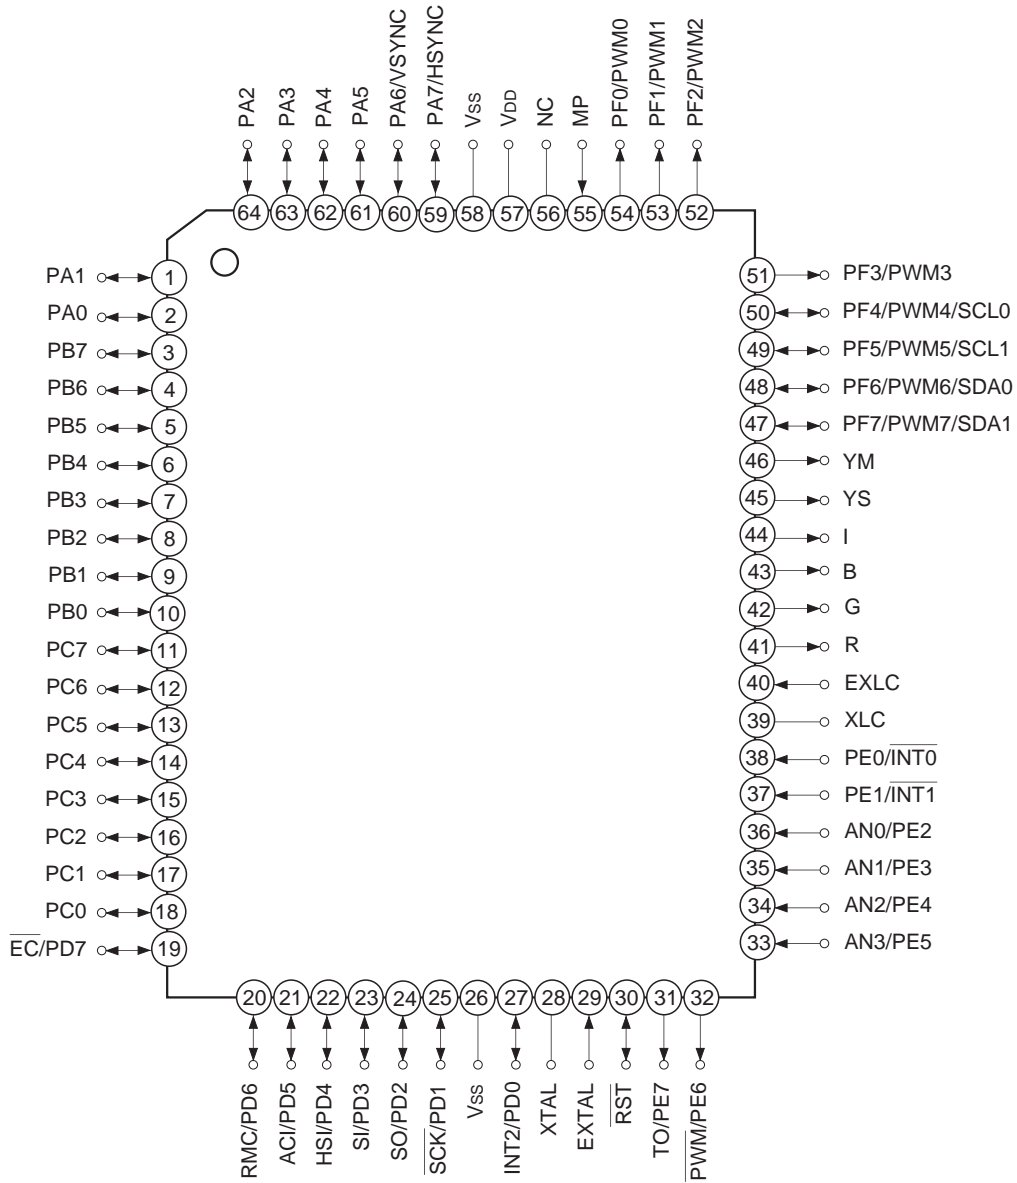 PA2
PA3
PA4
PA5
PA6/VSYNC
PA7/HSYNC
Vss
VDD
NC
MP
PF0/PWM0
PF1/PWM1
PF2/PWM2
64
63
62
61
60
59
58
57
56
55
54
53
52
PA1
1
PA0
2
PB7
3
PB6
4
PB5
5
PB4
6
PB3
7
PB2
8
PB1
9
PB0
10
PC7
11
PC6
12
PC5
13
PC4
14
PC3
15
PC2
16
PC1
17
PC0
18
E̅C̅/PD7
19
51
PF3/PWM3
50
PF4/PWM4/SCL0
49
PF5/PWM5/SCL1
48
PF6/PWM6/SDA0
47
PF7/PWM7/SDA1
46
YM
45
YS
44
I
43
B
42
G
41
R
40
EXLC
39
XLC
38
PE0/I̅N̅T̅0̅
37
PE1/I̅N̅T̅1̅
36
AN0/PE2
35
AN1/PE3
34
AN2/PE4
33
AN3/PE5
20
21
22
23
24
25
26
27
28
29
30
31
32
RMC/PD6
ACI/PD5
HSI/PD4
SI/PD3
SO/PD2
S̅C̅K̅/PD1
Vss
INT2/PD0
XTAL
EXTAL
R̅S̅T̅
TO/PE7
P̅W̅M̅/PE6